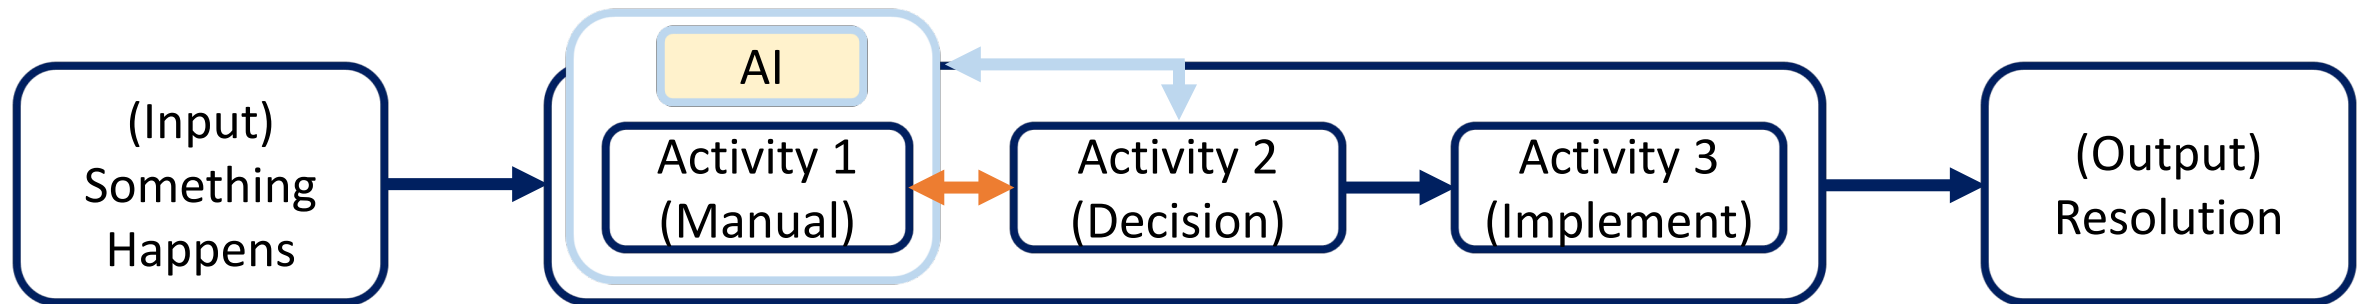 (Input)
Something
Happens
AI
Activity 1
(Manual)
Activity 2
(Decision)
Activity 3
(Implement)
(Output)
Resolution